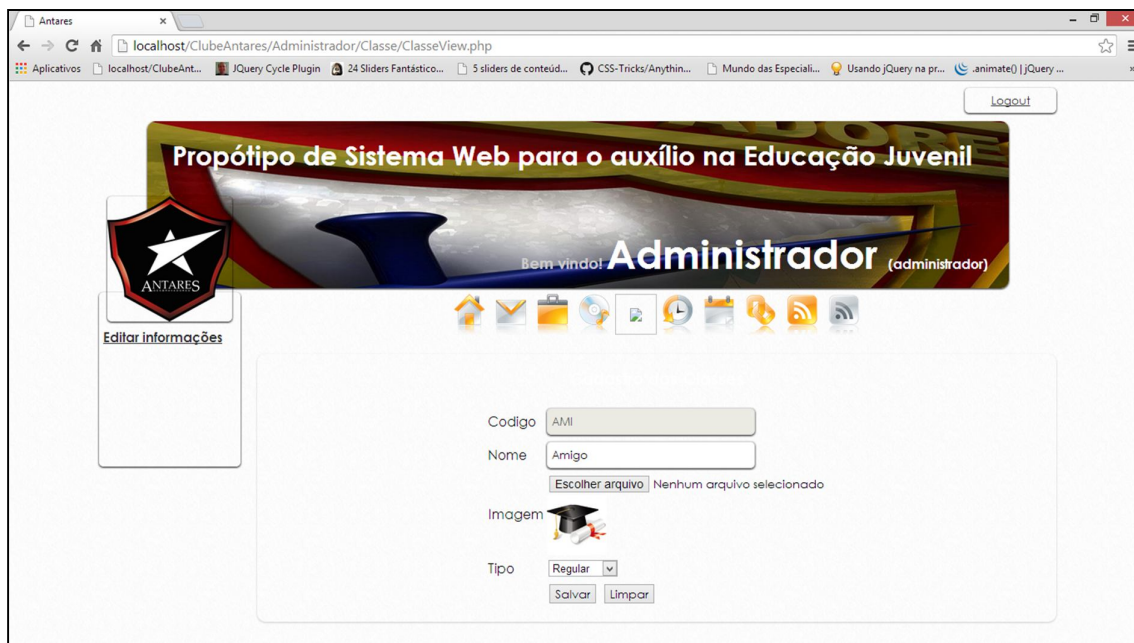 Antares
localhost/ClubeAntares/Administrador/Classe/ClasseView.php
Aplicativos localhost/ClubeAnt... JQuery Cycle Plugin 24 Sliders Fantástico... 5 sliders de conteúd... CSS-Tricks/Anythin... Mundo das Especiali... Usando jQuery na pr... .animate() | jQuery ...
Logout
ADORE
Propótipo de Sistema Web para o auxílio na Educação Juvenil
Bem vindo! Administrador (administrador)
ANTARES
Editar informações
Codigo AMI
Nome Amigo
Escolher arquivo Nenhum arquivo selecionado
Imagem
Tipo Regular
Salvar Limpar